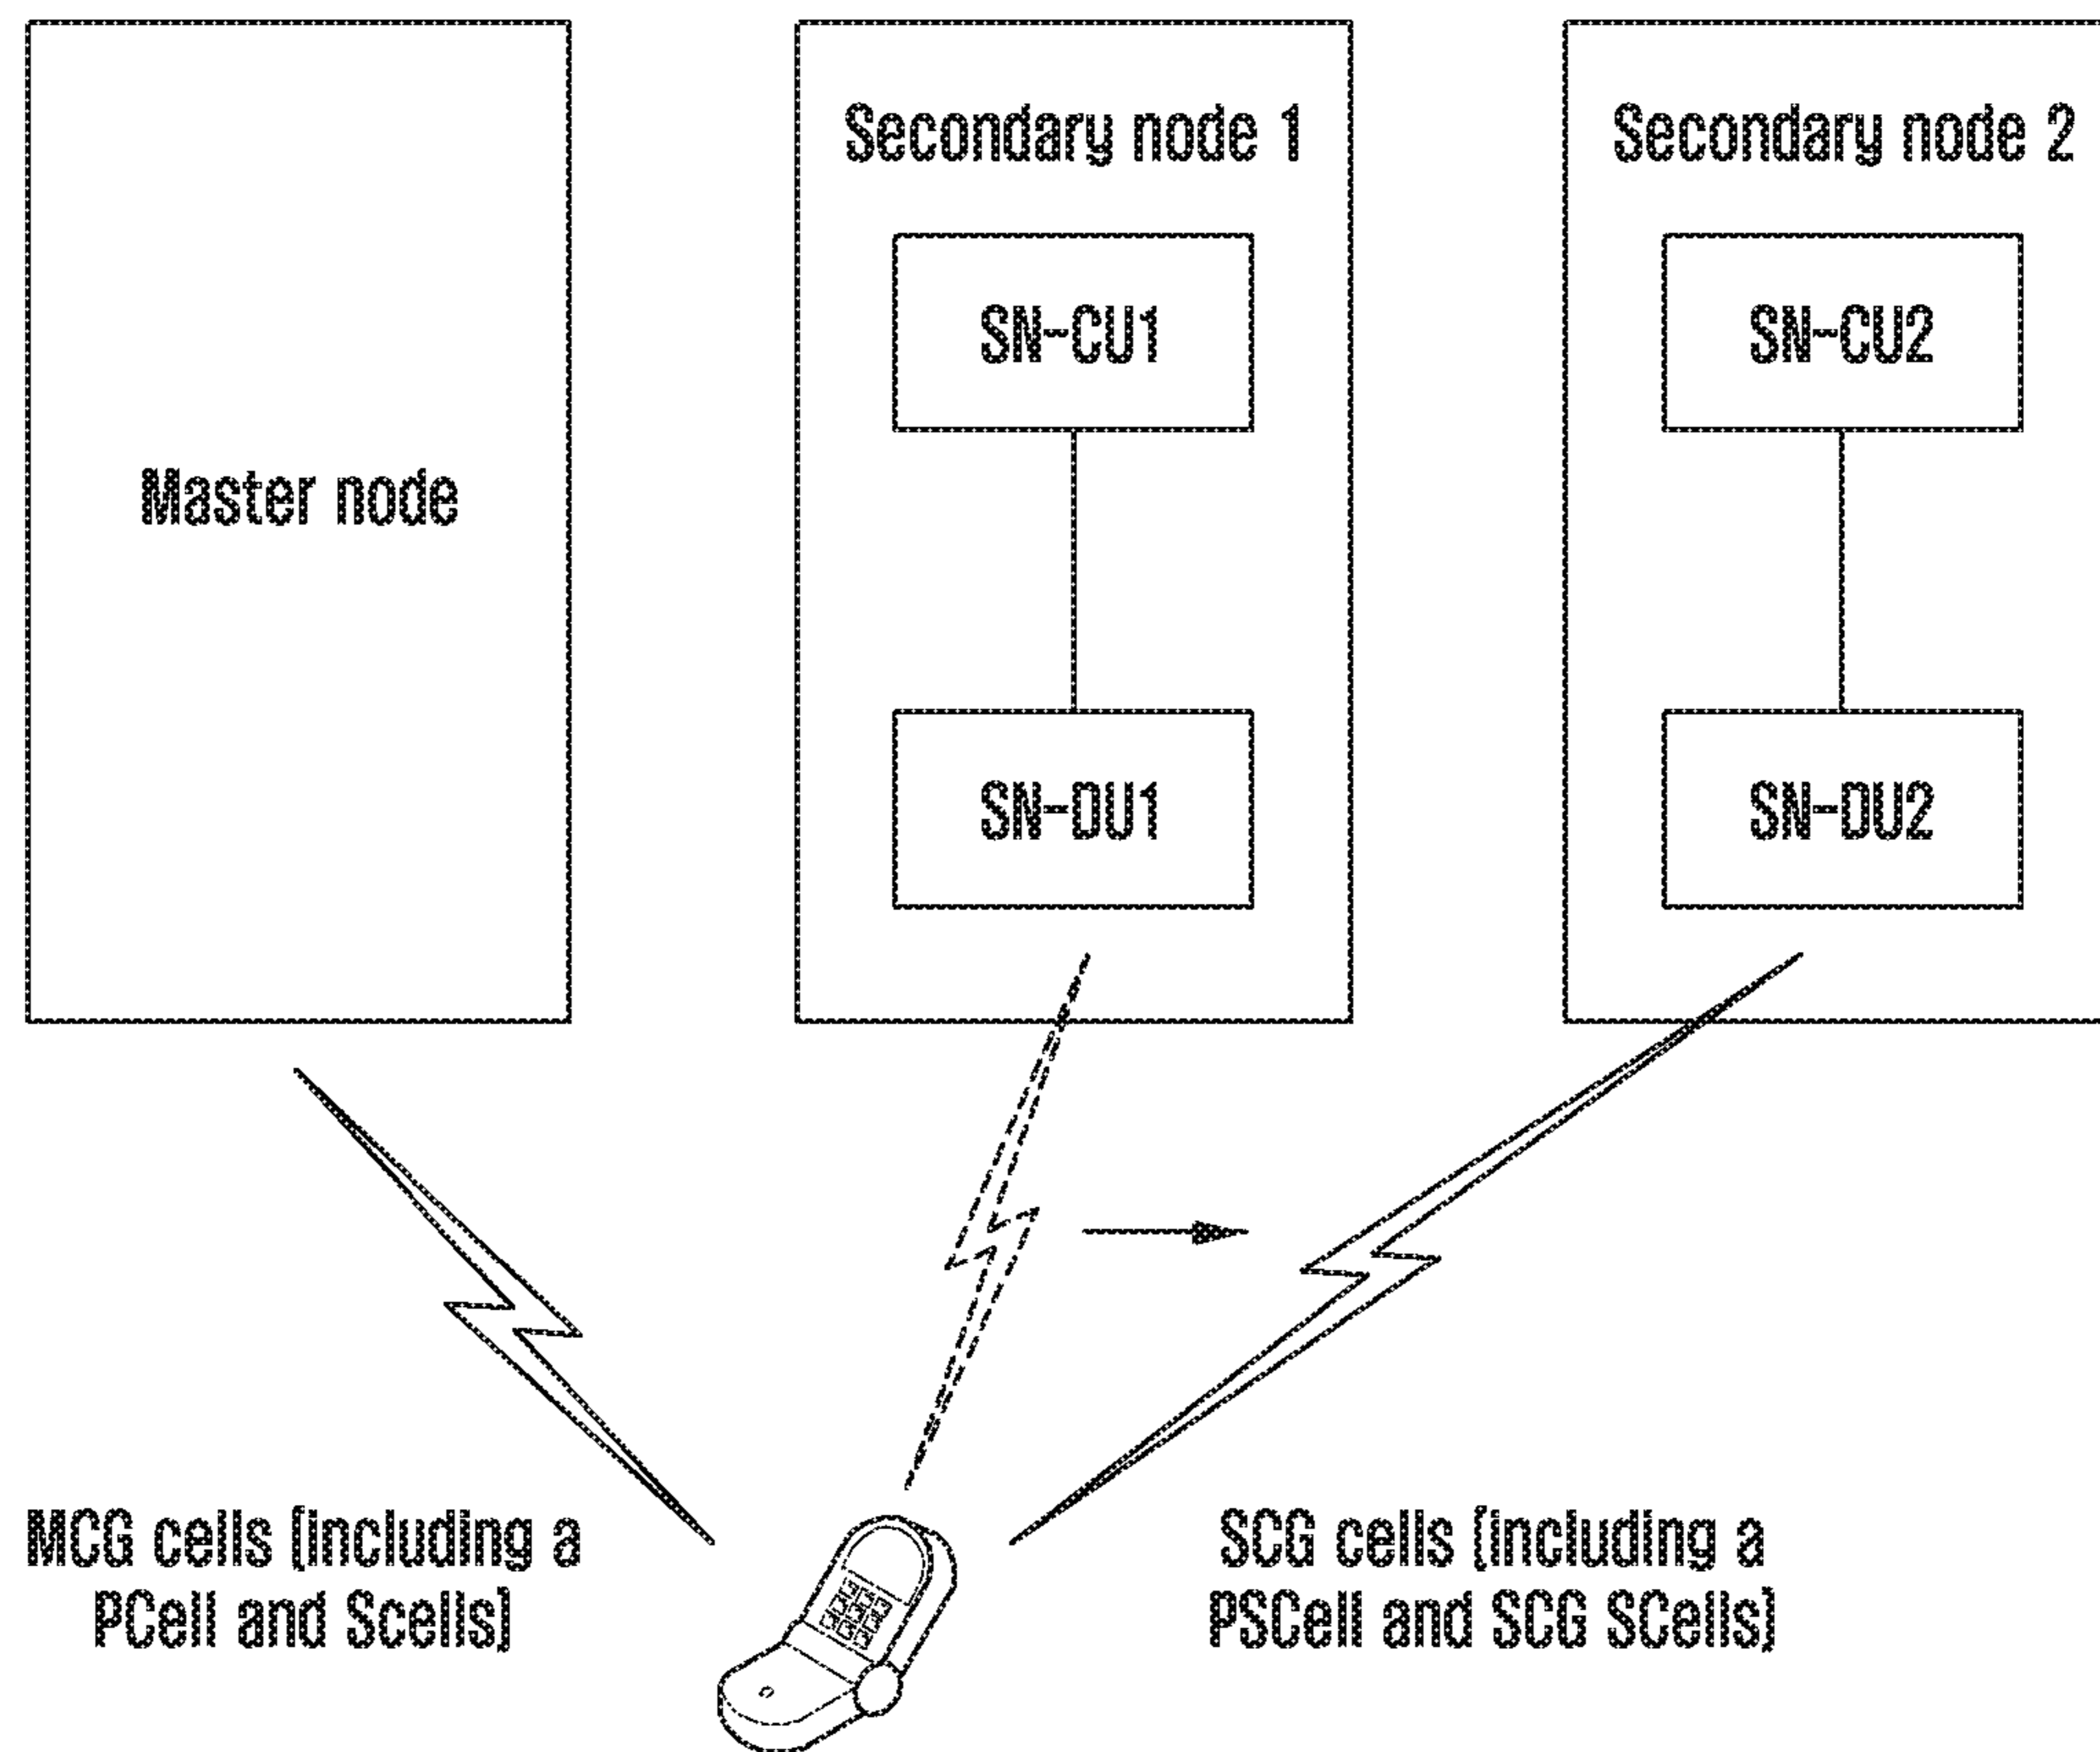 Secondary node 1
Secondary node 2
SN-CU1
SN-CU2
Master node
SN-DU1
SN-DU2
MCG cells (including a
PCell and Scells)
SCG cells (including a
PSCell and SCG SCells)